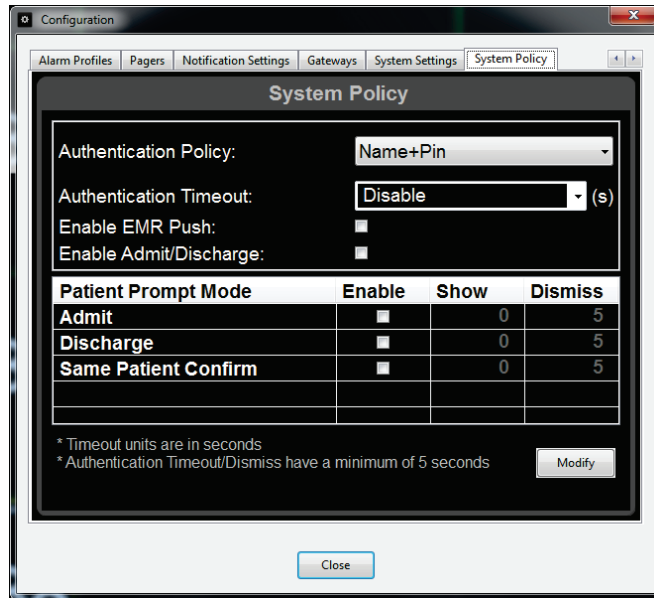 Configuration
x
Alarm Profiles Pagers Notification Settings Gateways System Settings System Policy
System Policy
Authentication Policy: Name+Pin
Authentication Timeout: Disable (s)
Enable EMR Push:
Enable Admit/Discharge:
Patient Prompt Mode Enable Show Dismiss
Admit 0 5
Discharge 0 5
Same Patient Confirm 0 5
* Timeout units are in seconds
* Authentication Timeout/Dismiss have a minimum of 5 seconds
Modify
Close